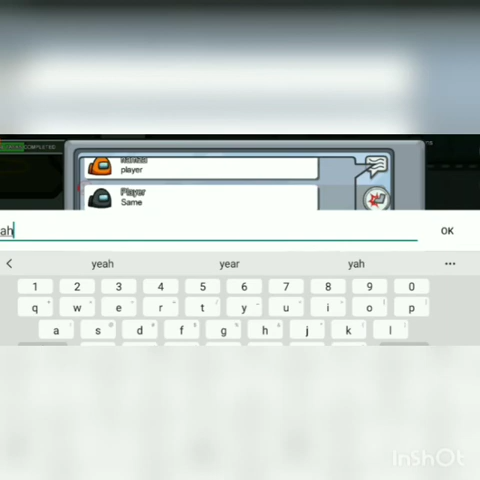 COMPLETED
player
Player
Same
ah
OK
yeah
year
yah
1 2 3 4 5 6 7 8 9 0
q w e r t y u i o p
a s d f g h j k l
InShOt